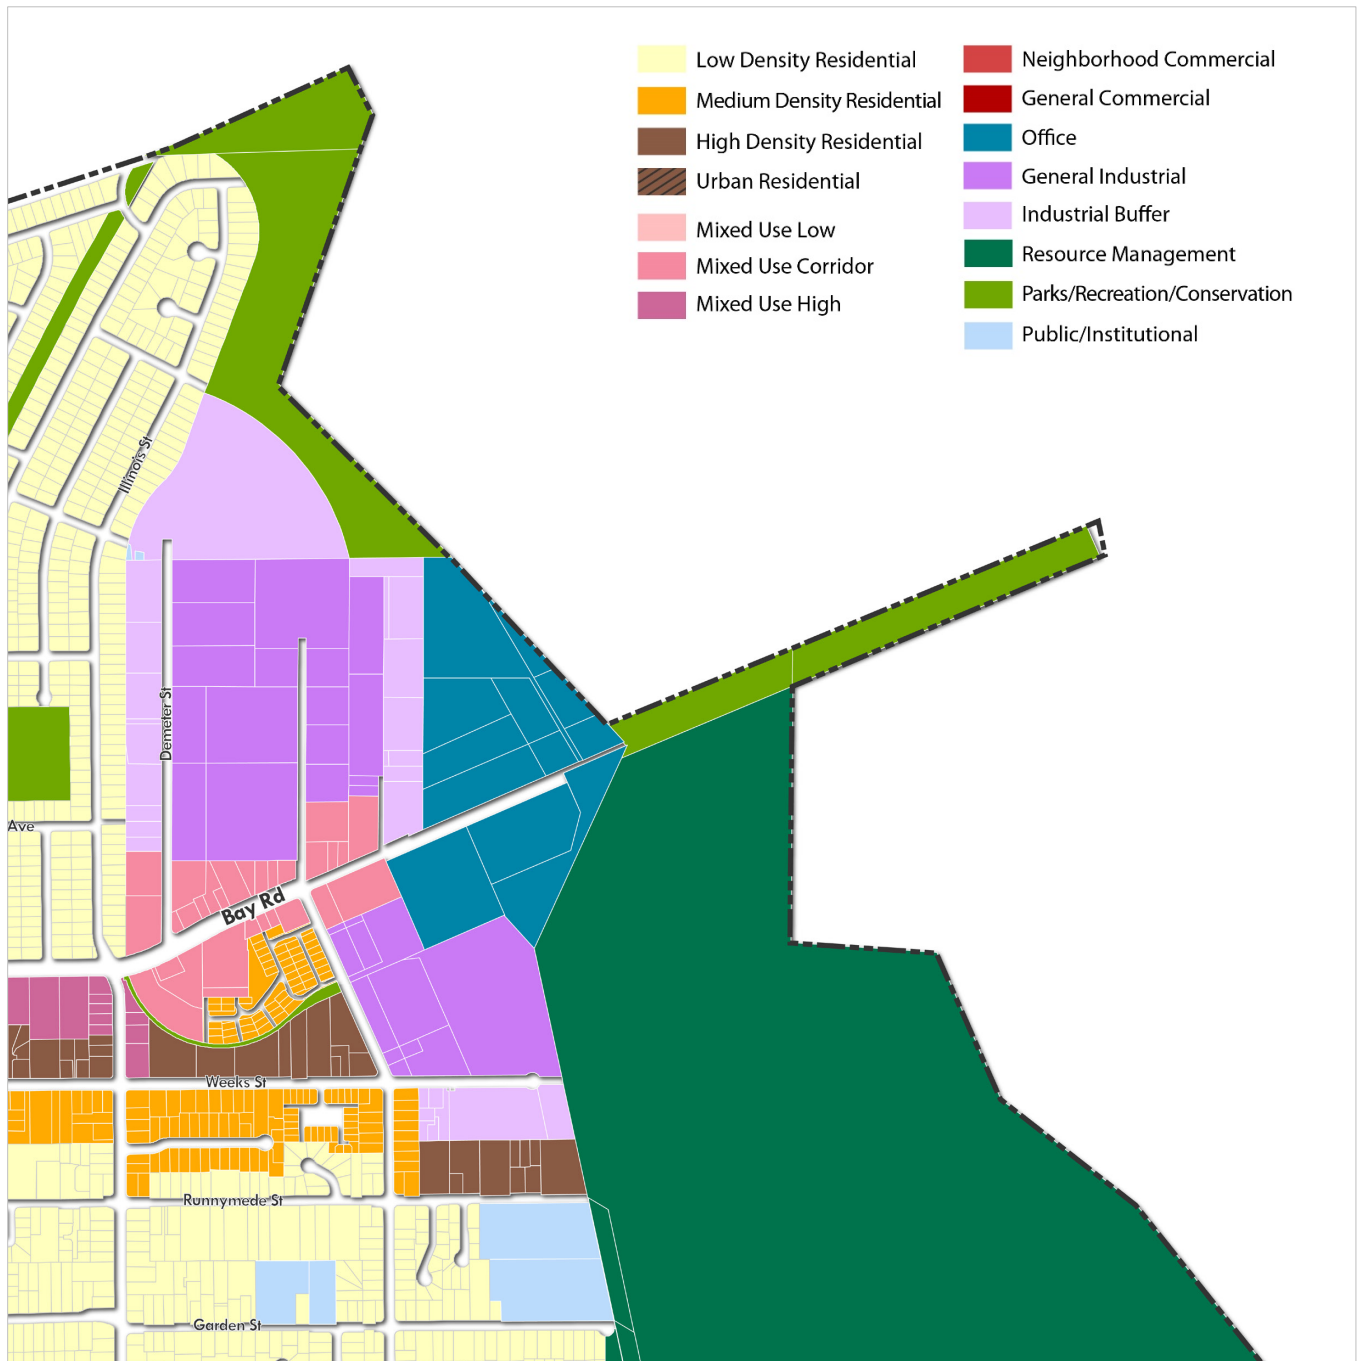 Low Density Residential
Medium Density Residential
High Density Residential
Urban Residential
Mixed Use Low
Mixed Use Corridor
Mixed Use High
Neighborhood Commercial
General Commercial
Office
General Industrial
Industrial Buffer
Resource Management
Parks/Recreation/Conservation
Public/Institutional
Illinois St
Demeter St
Ave
Bay Rd
Weeks St
Runnymede St
Garden St